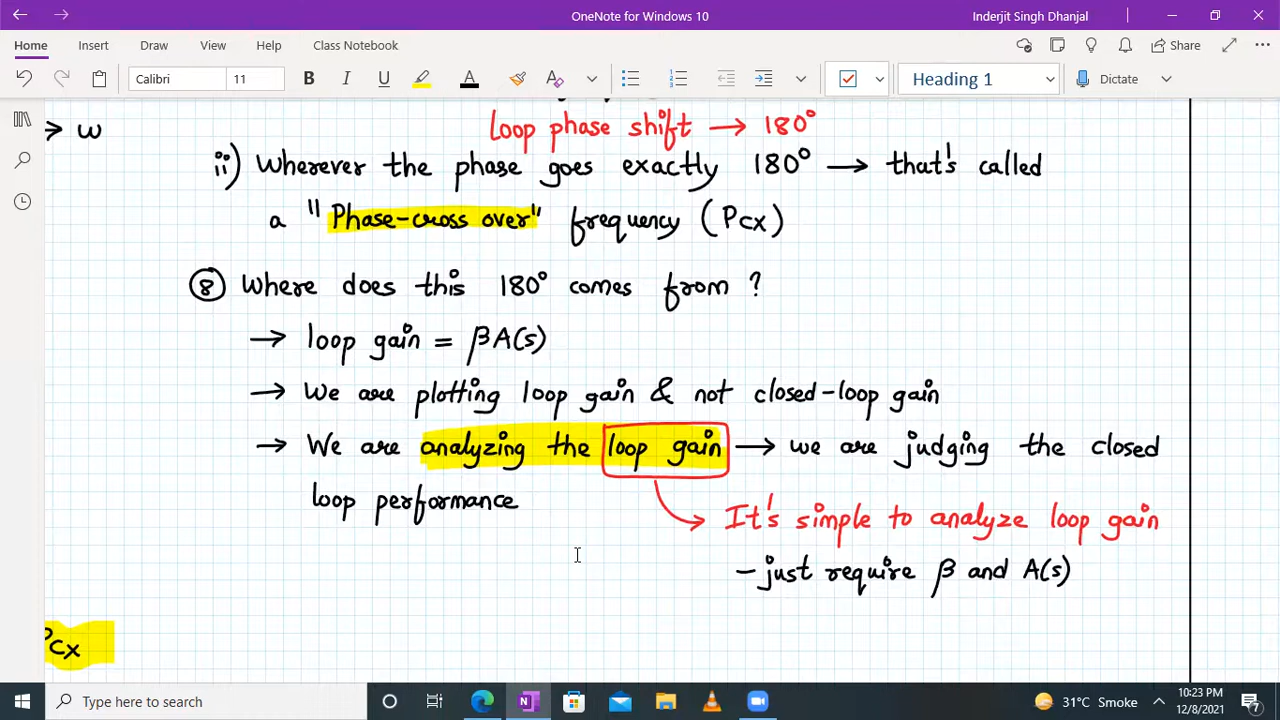 OneNote for Windows 10
Inderjit Singh Dhanjal
Home Insert Draw View Help Class Notebook
Share
Calibri 11 B I U A Heading 1 Dictate
loop phase shift → 180°
> w
ii) Wherever the phase goes exactly 180° → that's called
a "Phase-cross over" frequency (Pcx)
⑧ Where does this 180° comes from ?
→ loop gain = βA(s)
→ We are plotting loop gain & not closed-loop gain
→ We are analyzing the loop gain → we are judging the closed
loop performance
It's simple to analyze loop gain
- just require β and A(s)
Pcx
Type here to search
31°C Smoke
10:23 PM
12/8/2021
7